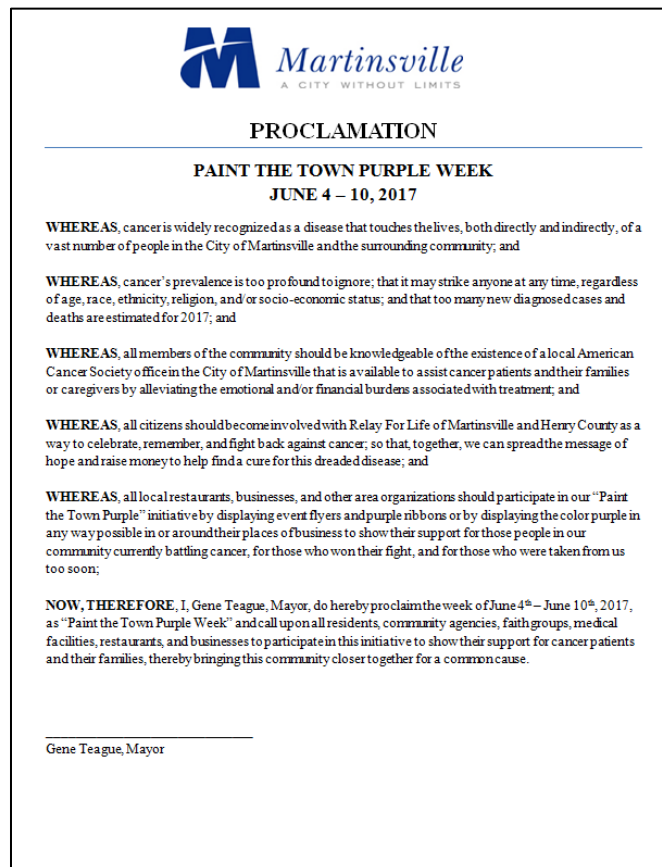 Martinsville
A CITY WITHOUT LIMITS
PROCLAMATION
PAINT THE TOWN PURPLE WEEK
JUNE 4 – 10, 2017
WHEREAS, cancer is widely recognized as a disease that touches the lives, both directly and indirectly, of a
vast number of people in the City of Martinsville and the surrounding community; and
WHEREAS, cancer's prevalence is too profound to ignore; that it may strike anyone at any time, regardless
of age, race, ethnicity, religion, and/or socio-economic status; and that too many new diagnosed cases and
deaths are estimated for 2017; and
WHEREAS, all members of the community should be knowledgeable of the existence of a local American
Cancer Society office in the City of Martinsville that is available to assist cancer patients and their families
or caregivers by alleviating the emotional and/or financial burdens associated with treatment; and
WHEREAS, all citizens should become involved with Relay For Life of Martinsville and Henry County as a
way to celebrate, remember, and fight back against cancer; so that, together, we can spread the message of
hope and raise money to help find a cure for this dreaded disease; and
WHEREAS, all local restaurants, businesses, and other area organizations should participate in our “Paint
the Town Purple” initiative by displaying event flyers and purple ribbons or by displaying the color purple in
any way possible in or around their places of business to show their support for those people in our
community currently battling cancer, for those who won their fight, and for those who were taken from us
too soon;
NOW, THEREFORE, I, Gene Teague, Mayor, do hereby proclaim the week of June 4th – June 10th, 2017,
as “Paint the Town Purple Week” and call upon all residents, community agencies, faith groups, medical
facilities, restaurants, and businesses to participate in this initiative to show their support for cancer patients
and their families, thereby bringing this community closer together for a common cause.
Gene Teague, Mayor